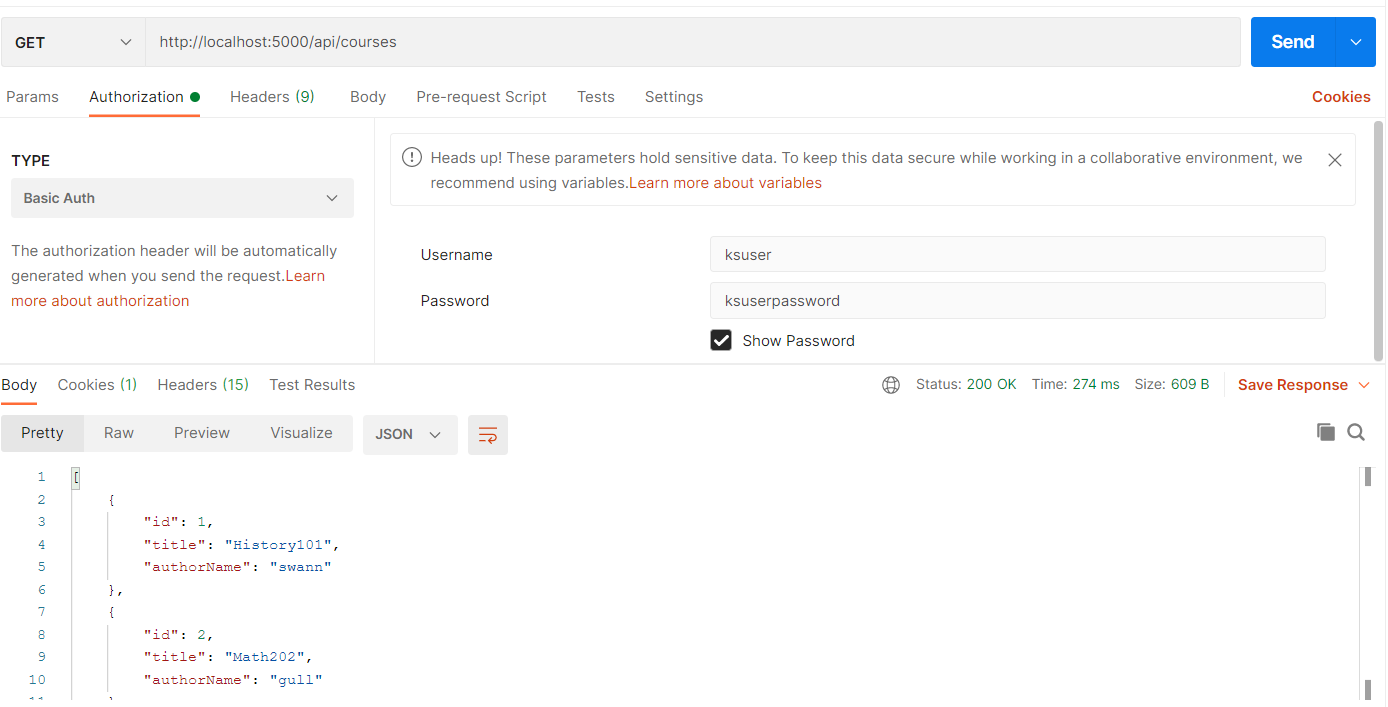 GET http://localhost:5000/api/courses Send
Params Authorization Headers (9) Body Pre-request Script Tests Settings Cookies
TYPE
Basic Auth
The authorization header will be automatically
generated when you send the request.Learn
more about authorization
Heads up! These parameters hold sensitive data. To keep this data secure while working in a collaborative environment, we
recommend using variables.Learn more about variables
Username ksuser
Password ksuserpassword
Show Password
Body Cookies (1) Headers (15) Test Results Status: 200 OK Time: 274 ms Size: 609 B Save Response
Pretty Raw Preview Visualize JSON
1 [
2 {
3 "id": 1,
4 "title": "History101",
5 "authorName": "swann"
6 },
7 {
8 "id": 2,
9 "title": "Math202",
10 "authorName": "gull"